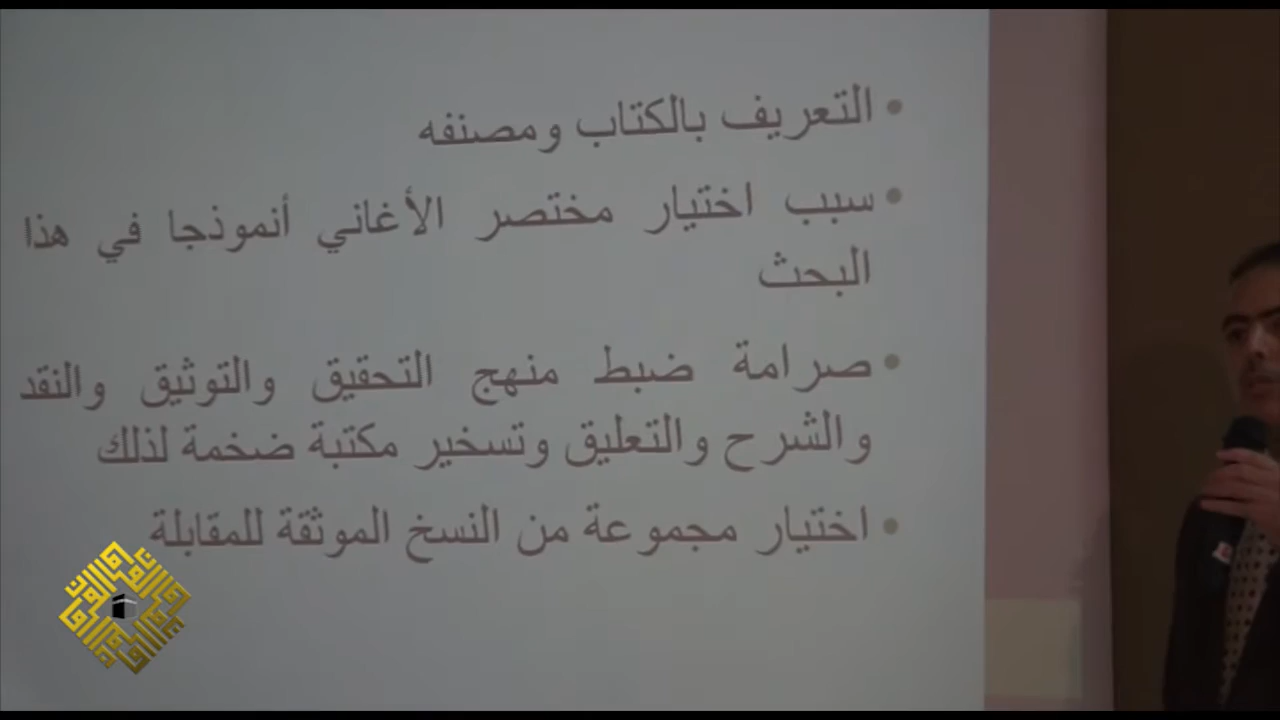 • التعريف بالكتاب ومصنفه
• سبب اختيار مختصر الأغاني أنموذجا في هذا
البحث
• صرامة ضبط منهج التحقيق والتوثيق والنقد
والشرح والتعليق وتسخير مكتبة ضخمة لذلك
• اختيار مجموعة من النسخ الموثقة للمقابلة